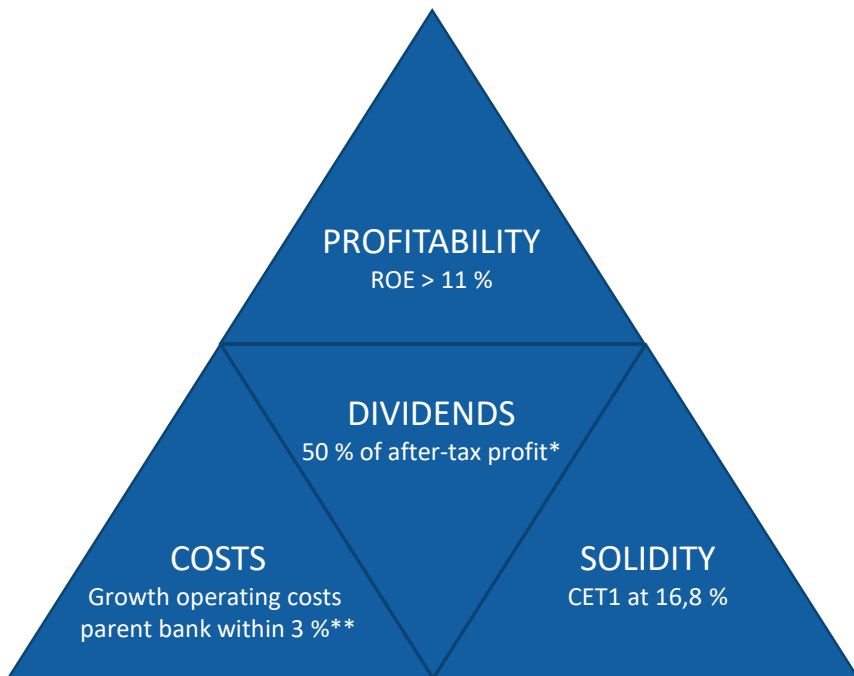 PROFITABILITY
ROE > 11 %
DIVIDENDS
50 % of after-tax profit*
COSTS
Growth operating costs
parent bank within 3 %**
SOLIDITY
CET1 at 16,8 %